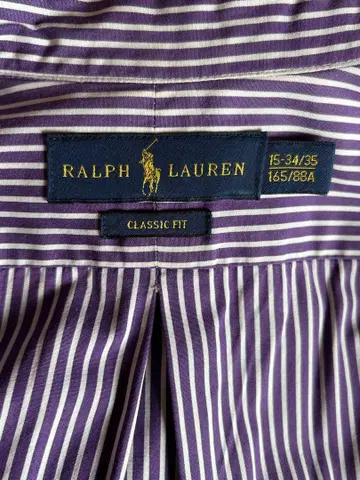 RALPH LAUREN
15-34/35
165/88A
CLASSIC FIT